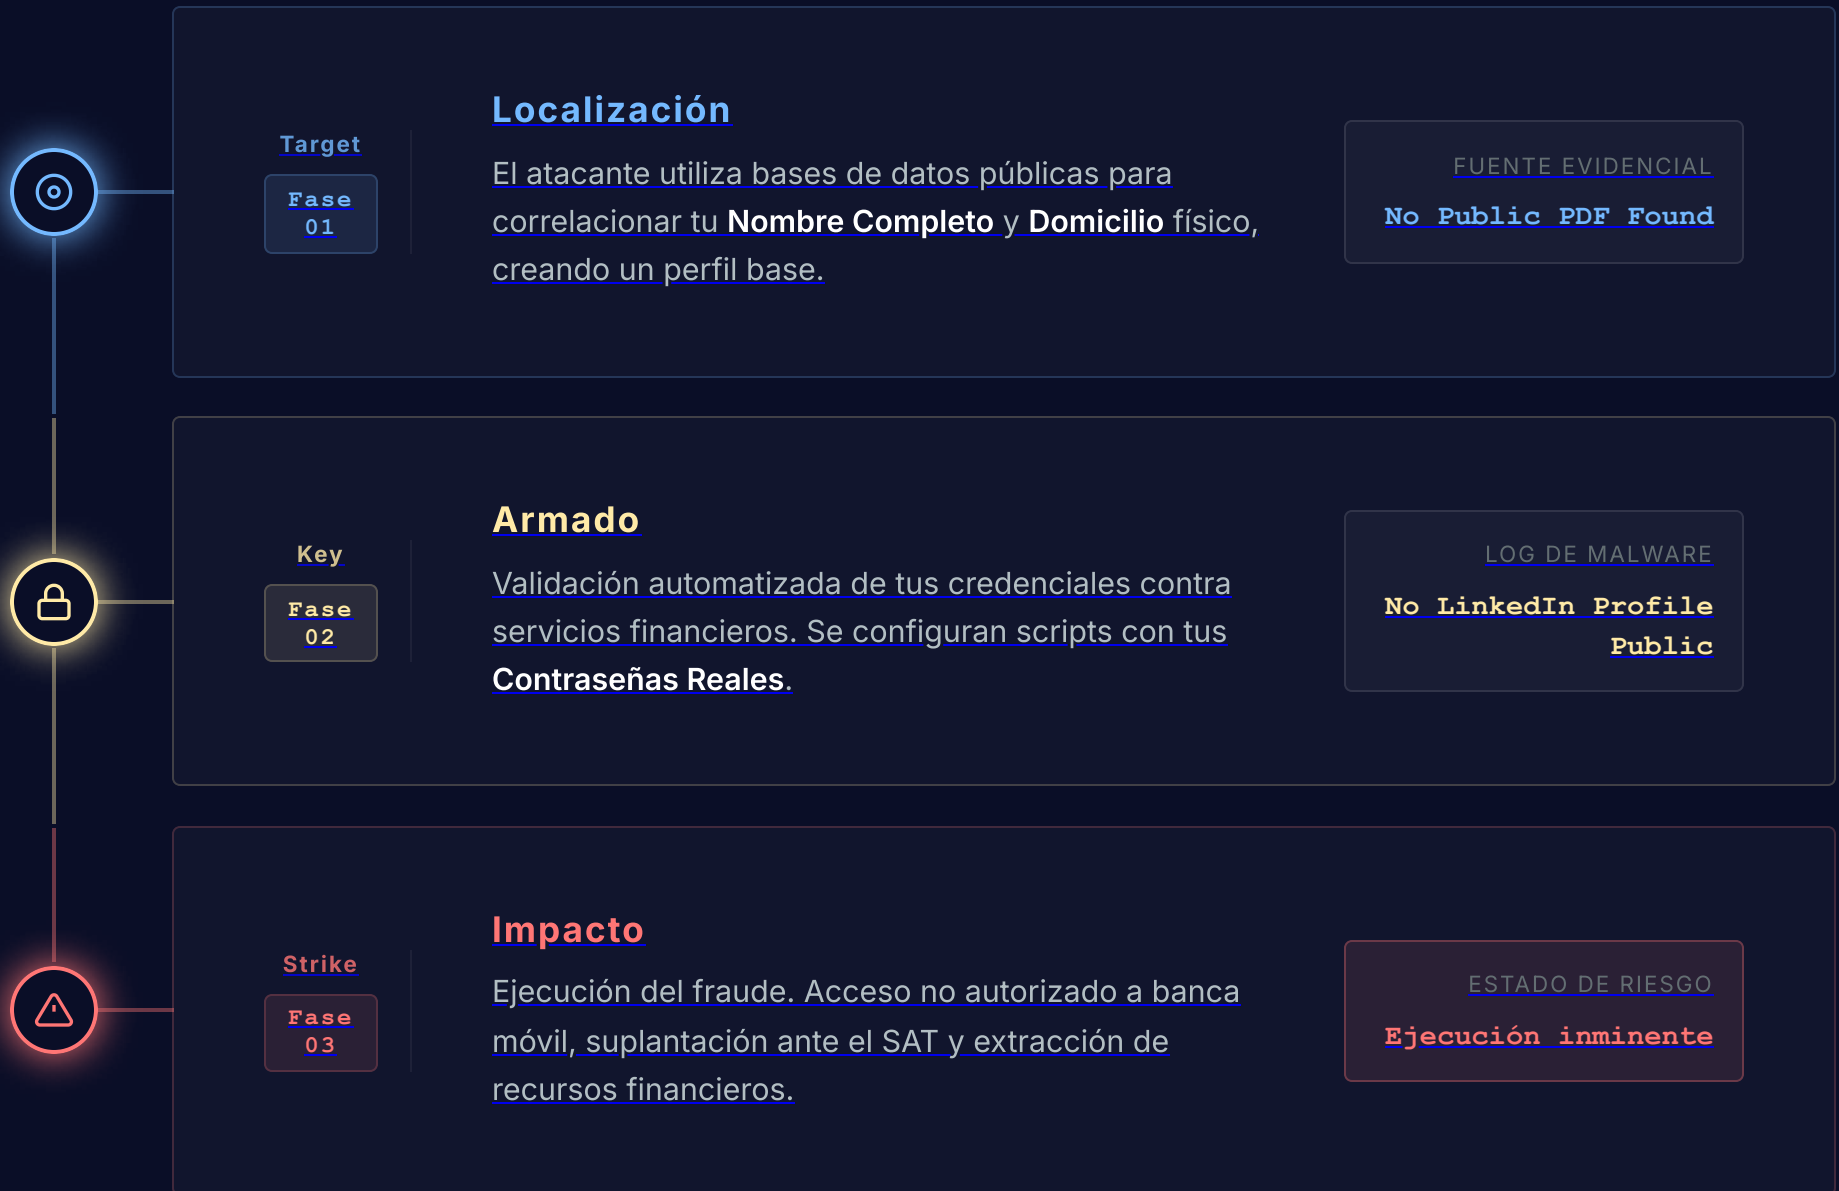 Target
Fase
01
Localización
El atacante utiliza bases de datos públicas para
correlacionar tu Nombre Completo y Domicilio físico,
creando un perfil base.
FUENTE EVIDENCIAL
No Public PDF Found
Key
Fase
02
Armado
Validación automatizada de tus credenciales contra
servicios financieros. Se configuran scripts con tus
Contraseñas Reales.
LOG DE MALWARE
No LinkedIn Profile
Public
Strike
Fase
03
Impacto
Ejecución del fraude. Acceso no autorizado a banca
móvil, suplantación ante el SAT y extracción de
recursos financieros.
ESTADO DE RIESGO
Ejecución inminente